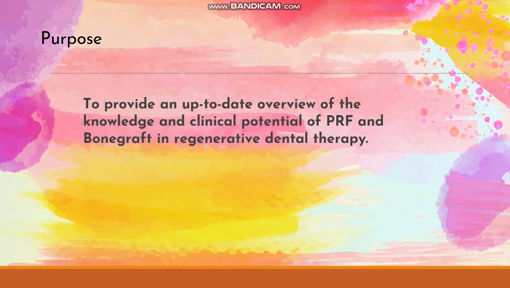 www.BANDICAM.com
Purpose
To provide an up-to-date overview of the
knowledge and clinical potential of PRF and
Bonegraft in regenerative dental therapy.